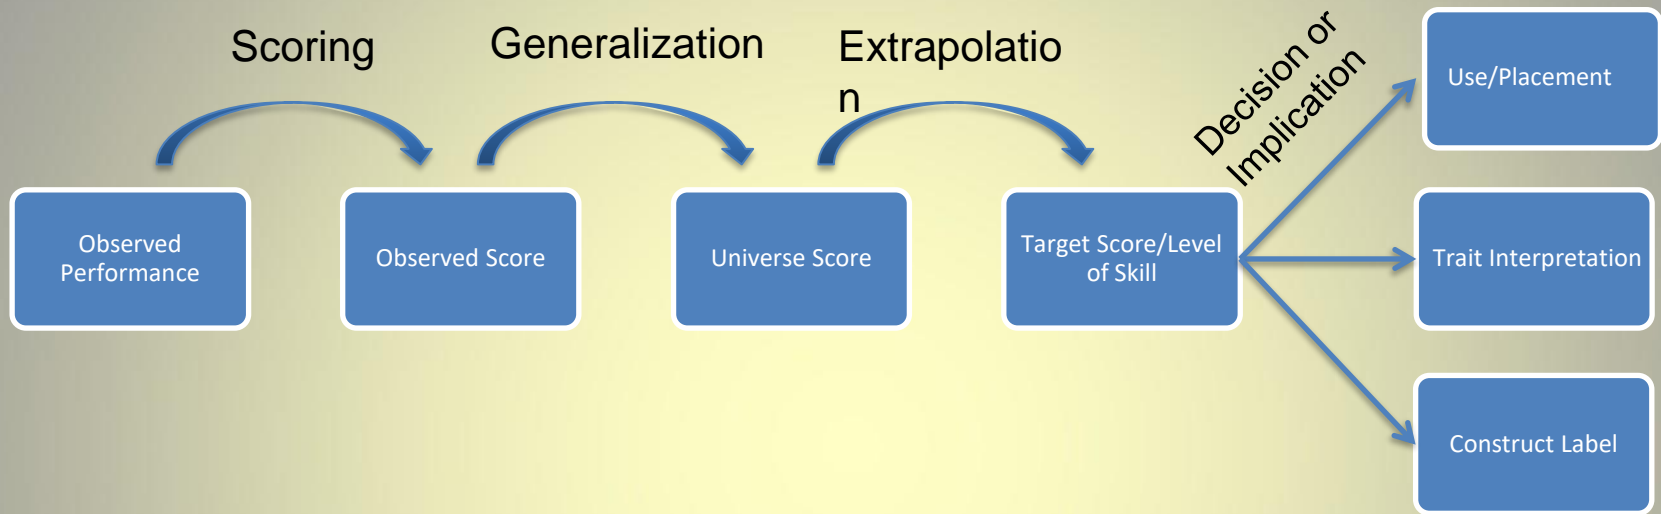 Scoring
Generalization
Extrapolatio
n
Decision or
Implication
Observed
Performance
Observed Score
Universe Score
Target Score/Level
of Skill
Use/Placement
Trait Interpretation
Construct Label